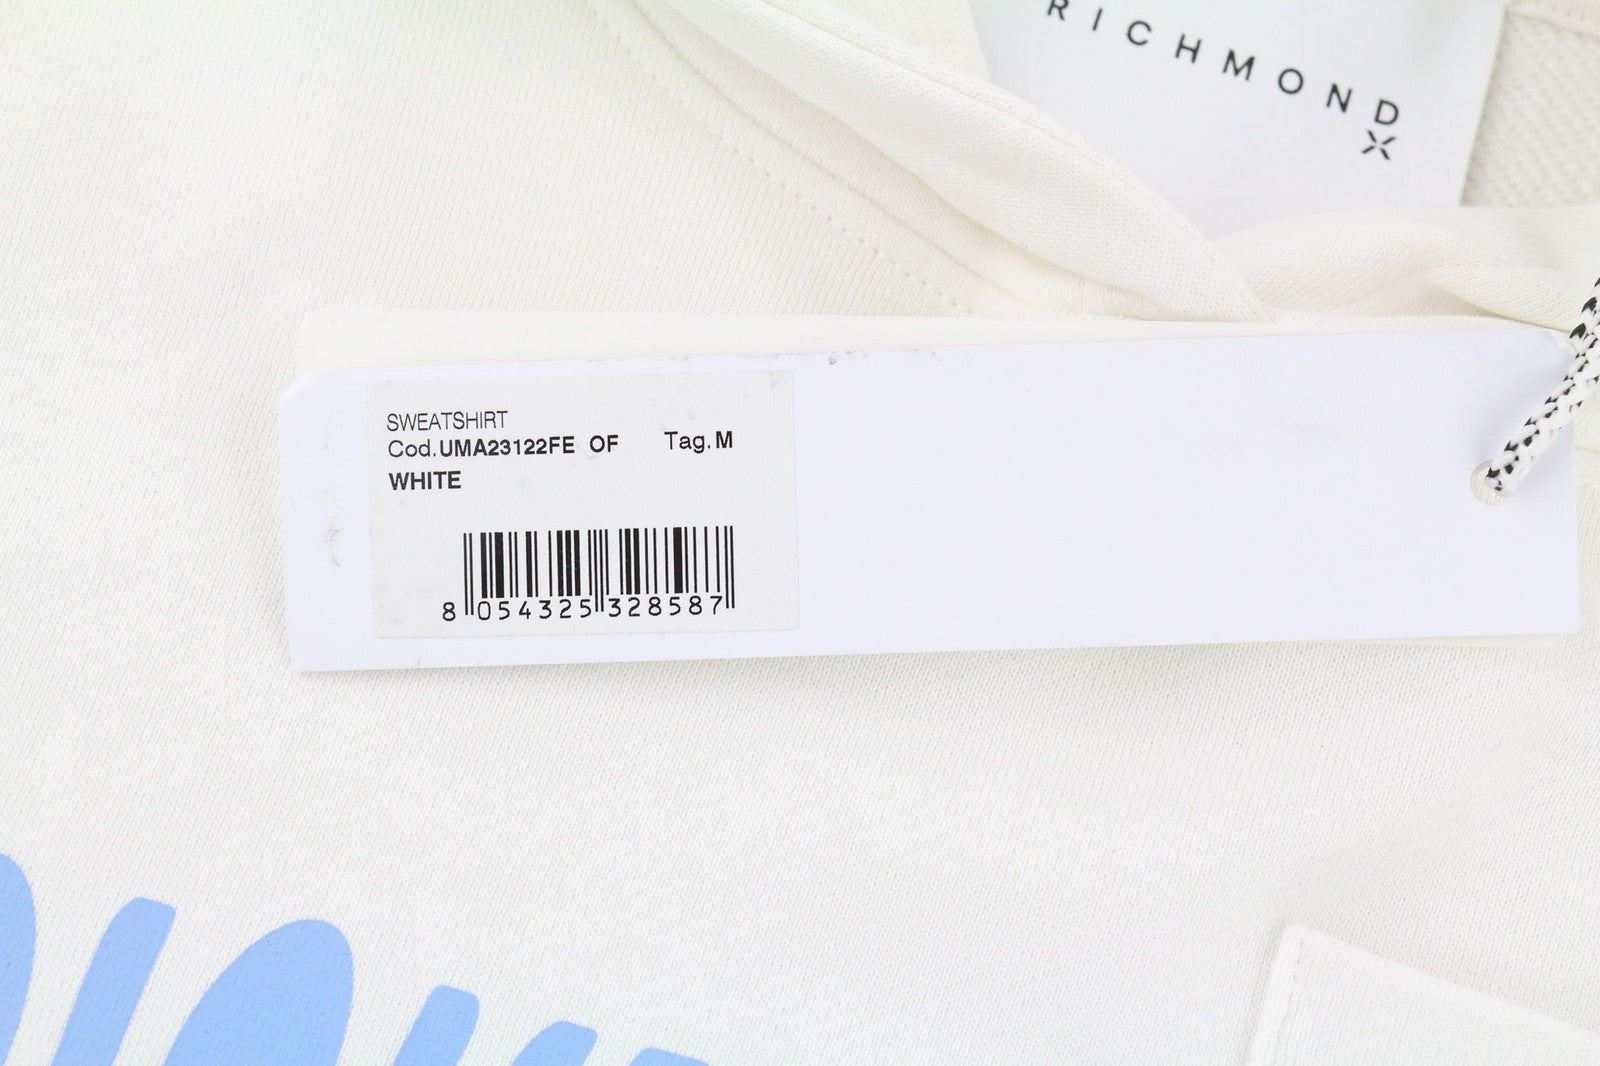 RICHMOND
X
SWEATSHIRT
Cod.UMA23122FE OF Tag.M
WHITE
8 054325 328587